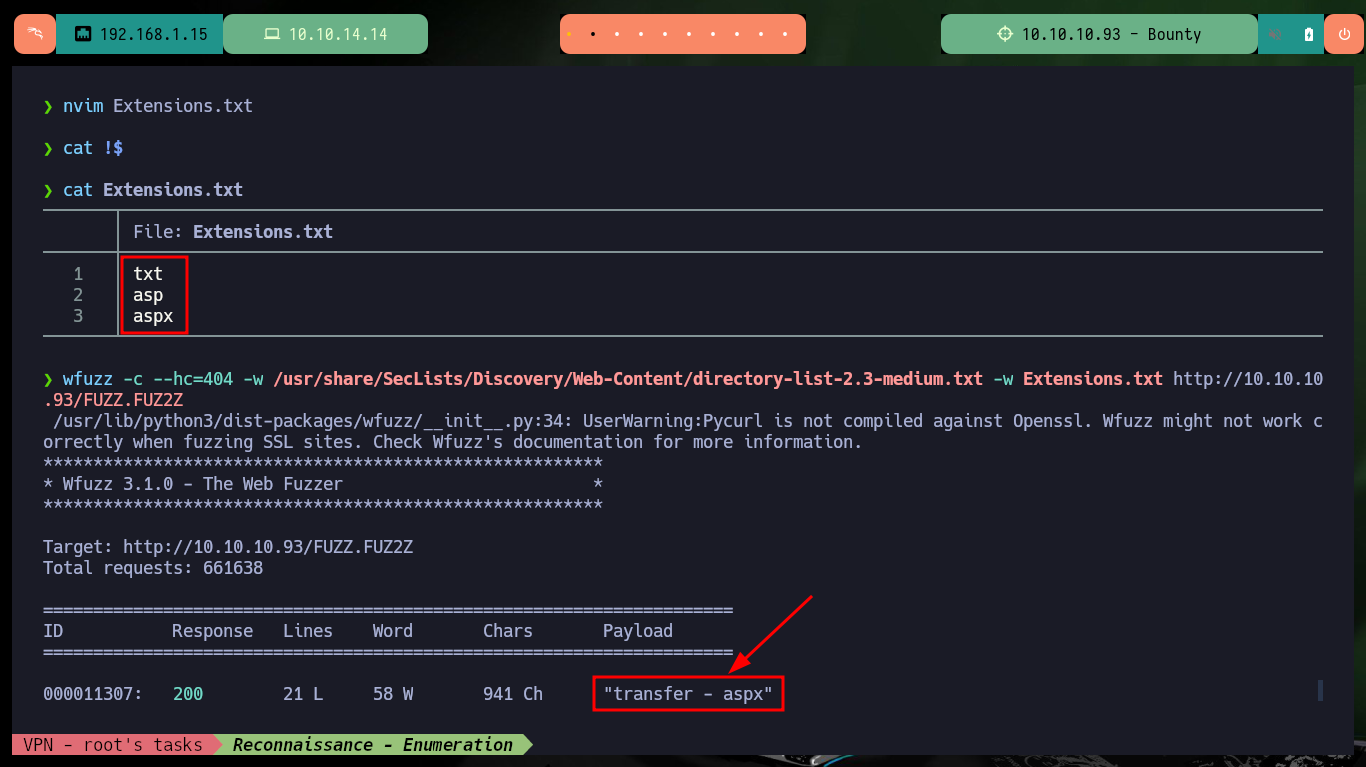 192.168.1.15 10.10.14.14 10.10.10.93 - Bounty
❯ nvim Extensions.txt
❯ cat !$
❯ cat Extensions.txt
File: Extensions.txt
1 txt
2 asp
3 aspx
❯ wfuzz -c --hc=404 -w /usr/share/SecLists/Discovery/Web-Content/directory-list-2.3-medium.txt -w Extensions.txt http://10.10.10
.93/FUZZ.FUZ2Z
/usr/lib/python3/dist-packages/wfuzz/__init__.py:34: UserWarning:Pycurl is not compiled against Openssl. Wfuzz might not work c
orrectly when fuzzing SSL sites. Check Wfuzz's documentation for more information.
********************************************************
* Wfuzz 3.1.0 - The Web Fuzzer                         *
********************************************************
Target: http://10.10.10.93/FUZZ.FUZ2Z
Total requests: 661638
=====================================================================
ID           Response   Lines    Word       Chars       Payload
=====================================================================
000011307:   200        21 L     58 W       941 Ch      "transfer - aspx"
VPN - root's tasks Reconnaissance - Enumeration